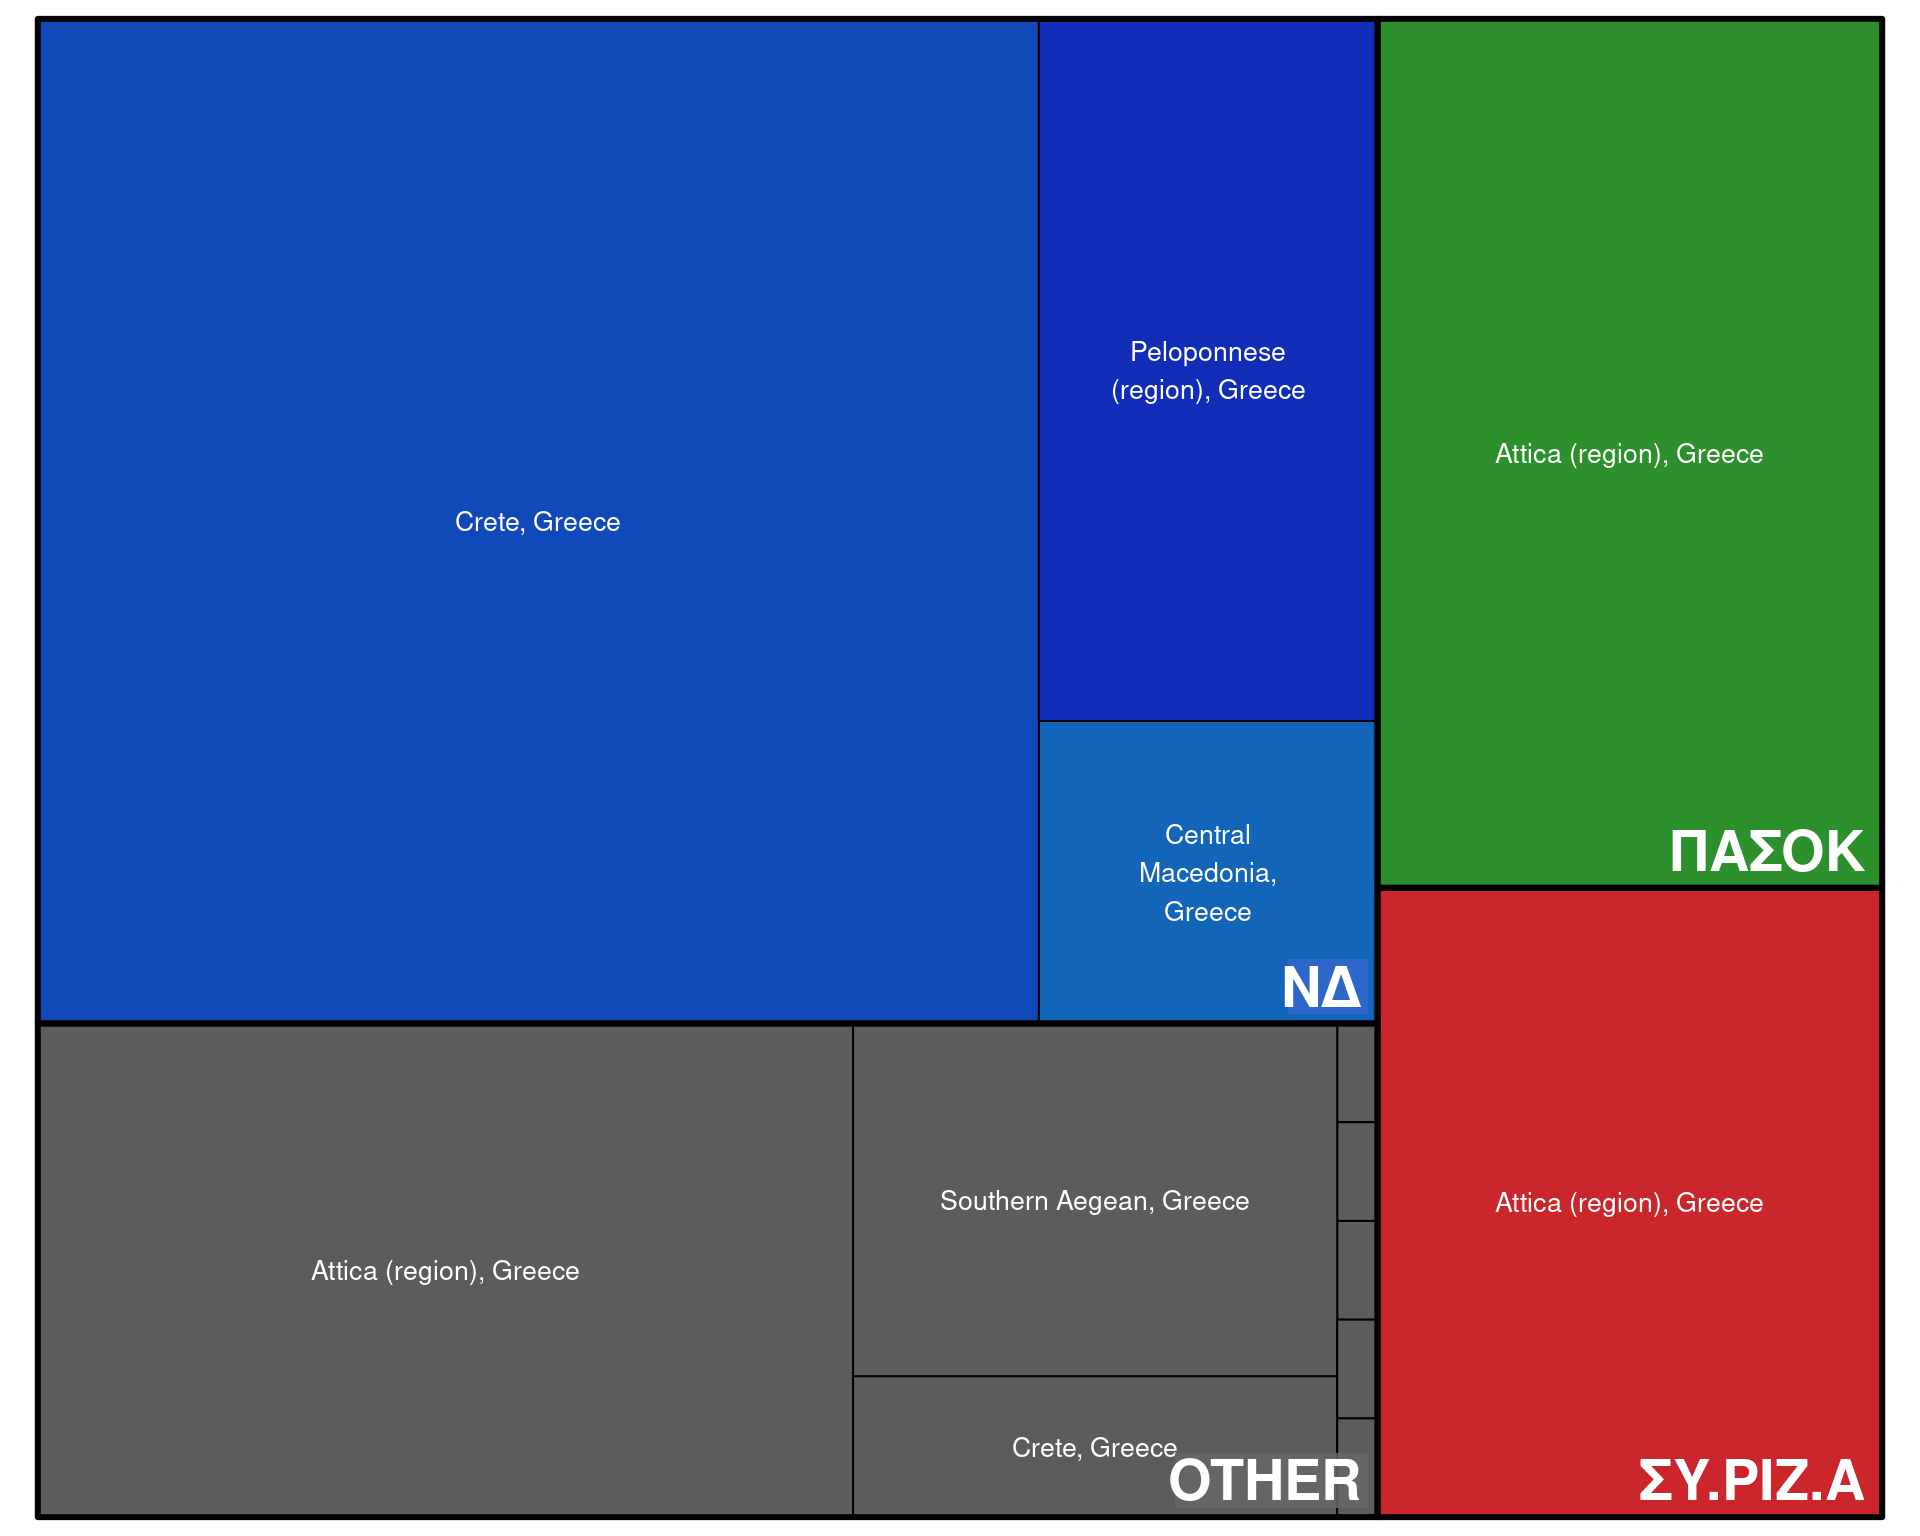 Crete, Greece
Peloponnese
(region), Greece
Central
Macedonia,
Greece
ΝΔ
Attica (region), Greece
ΠΑΣΟΚ
Attica (region), Greece
Southern Aegean, Greece
Crete, Greece
OTHER
Attica (region), Greece
ΣΥ.ΡΙΖ.Α